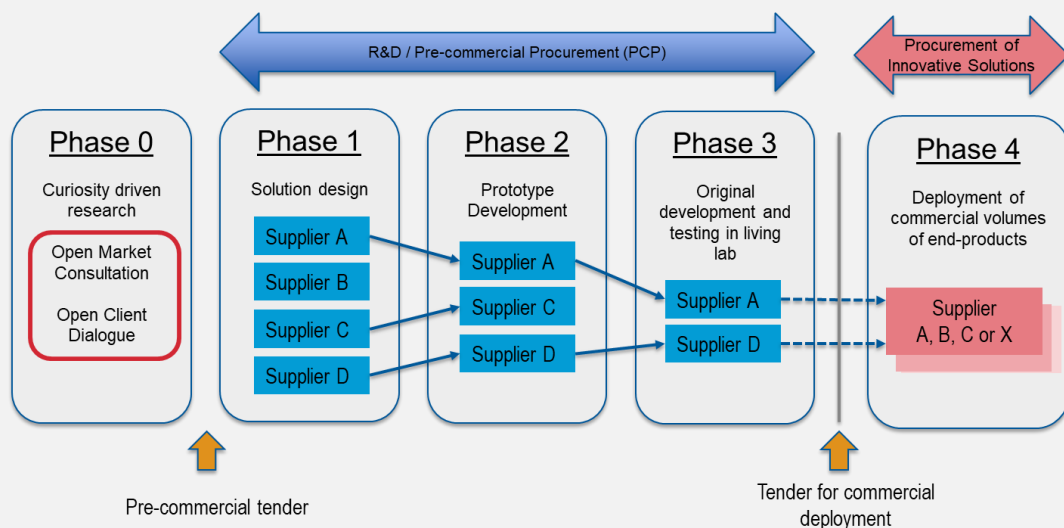 R&D / Pre-commercial Procurement (PCP)
Procurement of
Innovative Solutions
Phase 0
Curiosity driven
research
Open Market
Consultation
Open Client
Dialogue
Phase 1
Solution design
Supplier A
Supplier B
Supplier C
Supplier D
Phase 2
Prototype
Development
Supplier A
Supplier C
Supplier D
Phase 3
Original
development and
testing in living
lab
Supplier A
Supplier D
Phase 4
Deployment of
commercial volumes
of end-products
Supplier
A, B, C or X
Pre-commercial tender
Tender for commercial
deployment